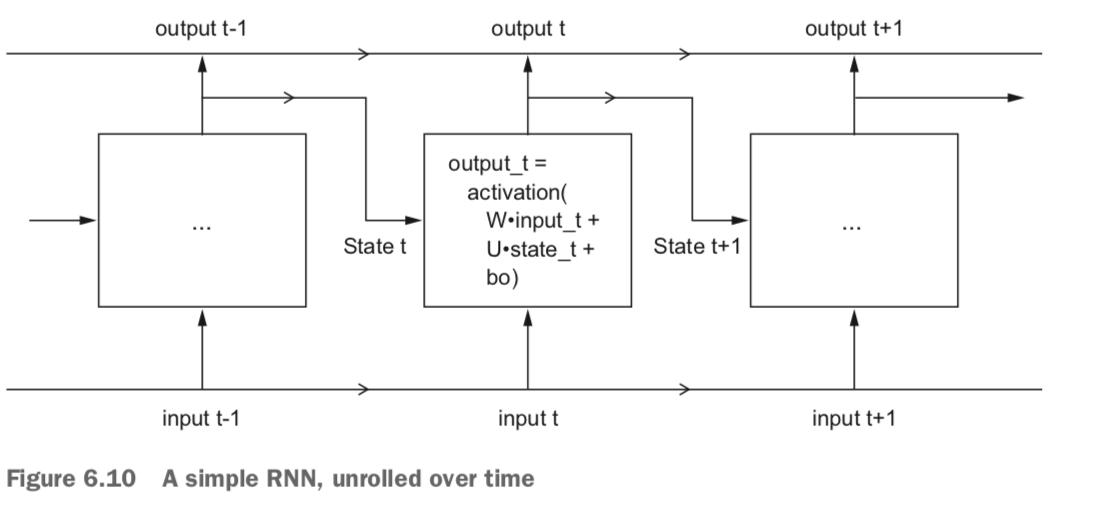 output t-1
output t
output t+1
...
output_t =
activation(
W•input_t +
U•state_t +
bo)
...
State t
State t+1
input t-1
input t
input t+1
Figure 6.10 A simple RNN, unrolled over time